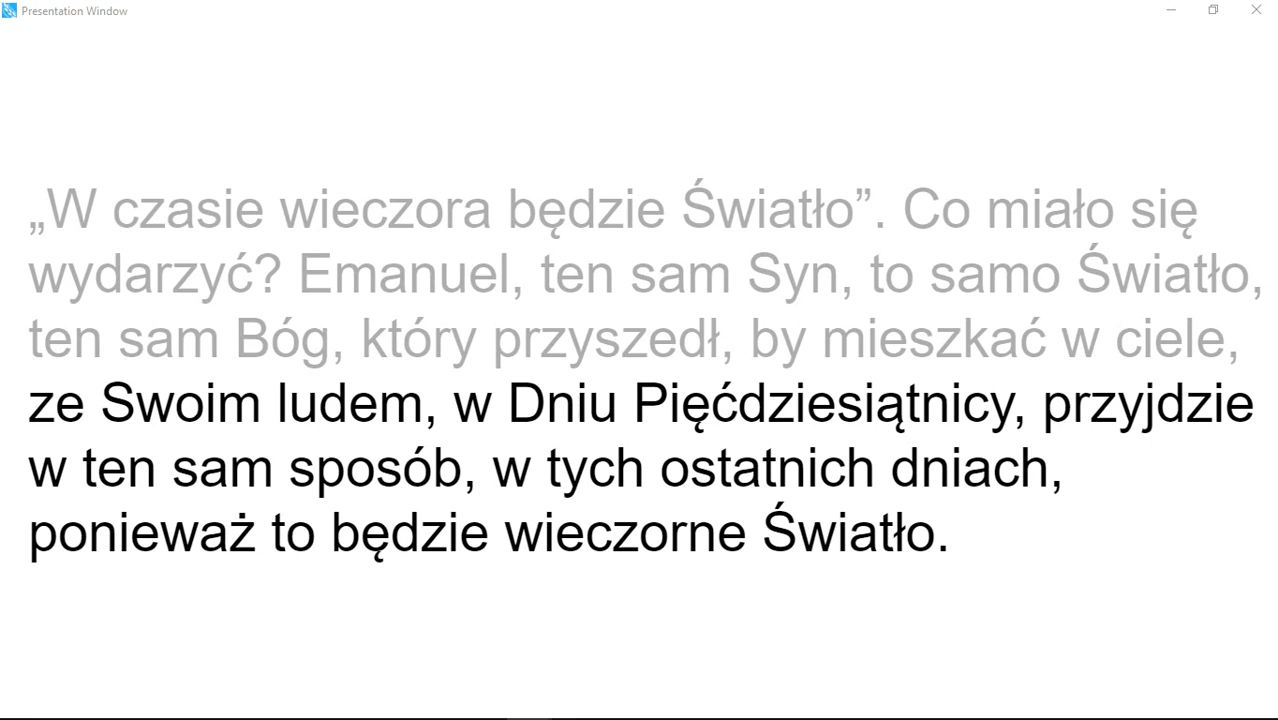 Presentation Window
„W czasie wieczora będzie Światło”. Co miało się
wydarzyć? Emanuel, ten sam Syn, to samo Światło,
ten sam Bóg, który przyszedł, by mieszkać w ciele,
ze Swoim ludem, w Dniu Pięćdziesiątnicy, przyjdzie
w ten sam sposób, w tych ostatnich dniach,
ponieważ to będzie wieczorne Światło.